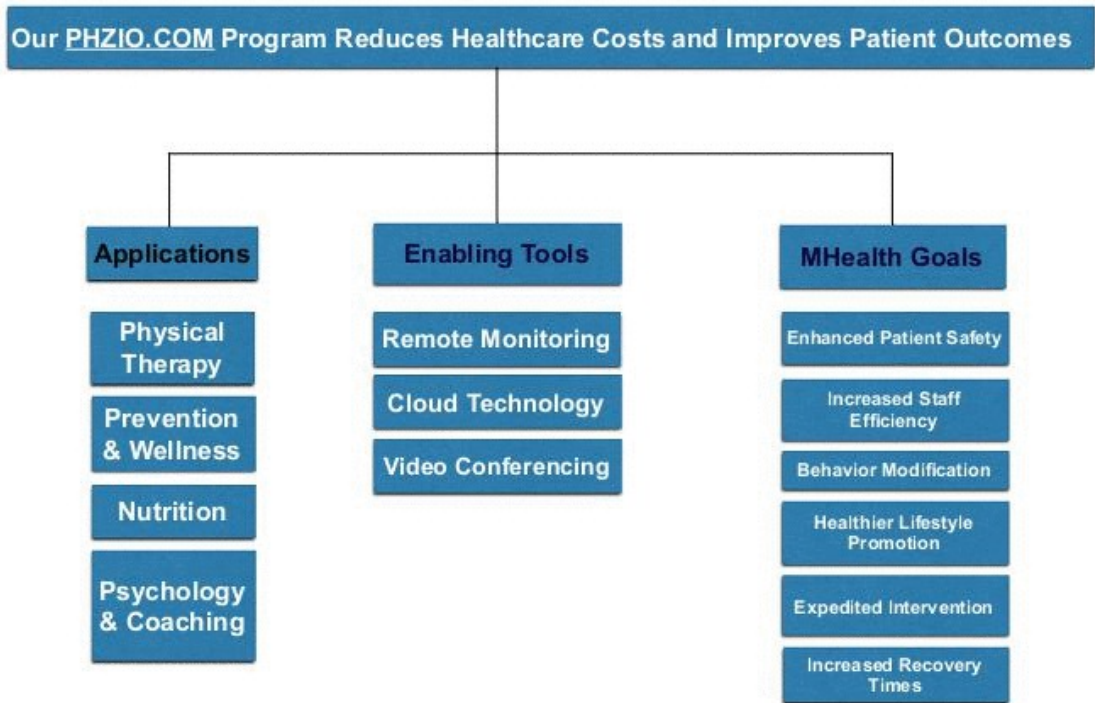 Our PHZIO.COM Program Reduces Healthcare Costs and Improves Patient Outcomes
Applications
Physical
Therapy
Prevention
& Wellness
Nutrition
Psychology
& Coaching
Enabling Tools
Remote Monitoring
Cloud Technology
Video Conferencing
MHealth Goals
Enhanced Patient Safety
Increased Staff
Efficiency
Behavior Modification
Healthier Lifestyle
Promotion
Expedited Intervention
Increased Recovery
Times